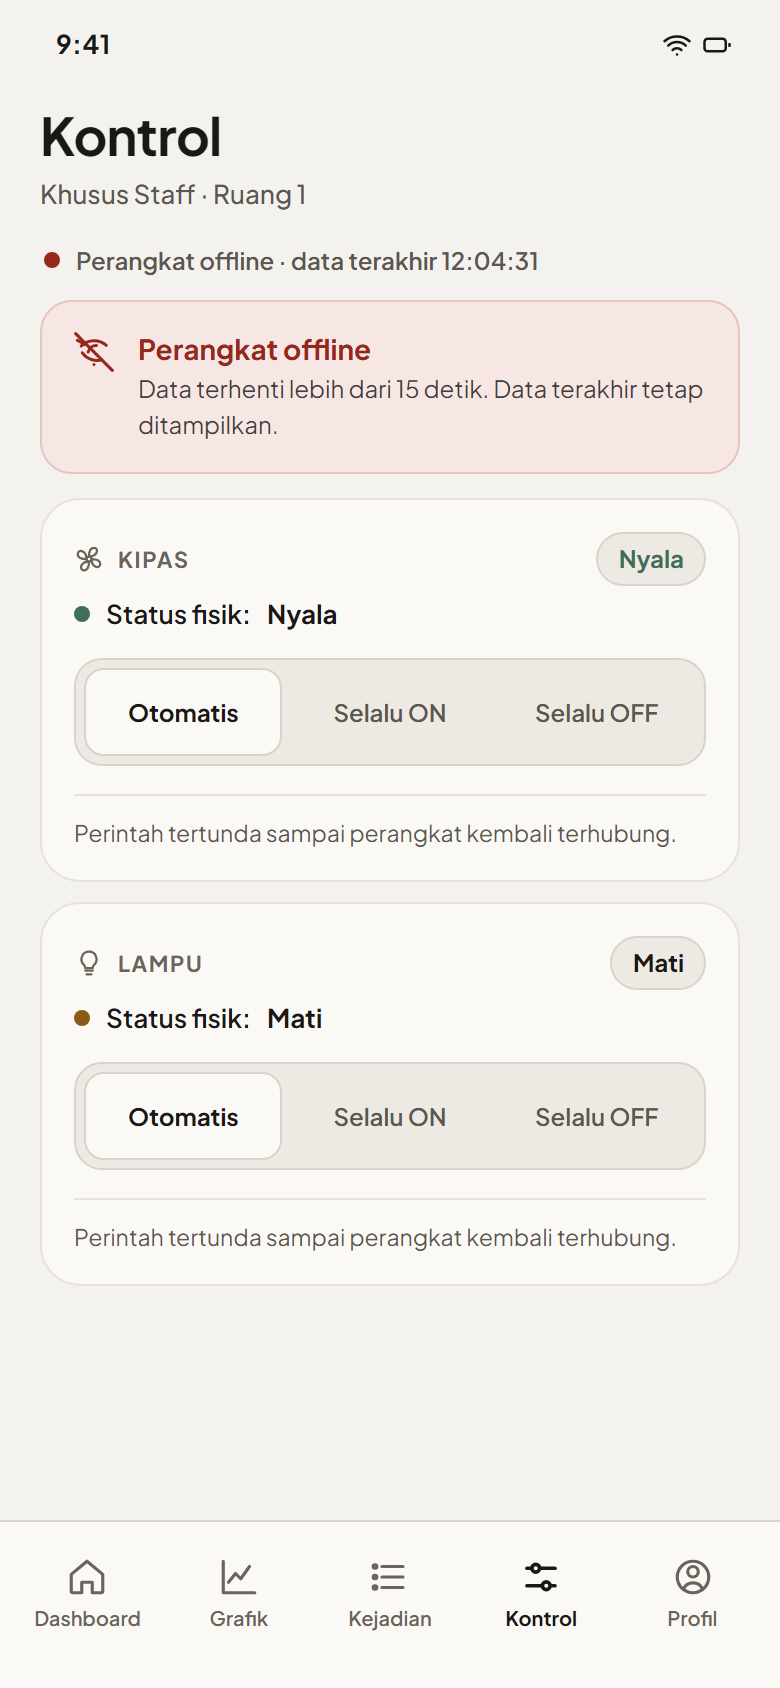 9:41
Kontrol
Khusus Staff · Ruang 1
Perangkat offline · data terakhir 12:04:31
Perangkat offline
Data terhenti lebih dari 15 detik. Data terakhir tetap
ditampilkan.
KIPAS
Nyala
Status fisik: Nyala
Otomatis
Selalu ON
Selalu OFF
Perintah tertunda sampai perangkat kembali terhubung.
LAMPU
Mati
Status fisik: Mati
Otomatis
Selalu ON
Selalu OFF
Perintah tertunda sampai perangkat kembali terhubung.
Dashboard
Grafik
Kejadian
Kontrol
Profil